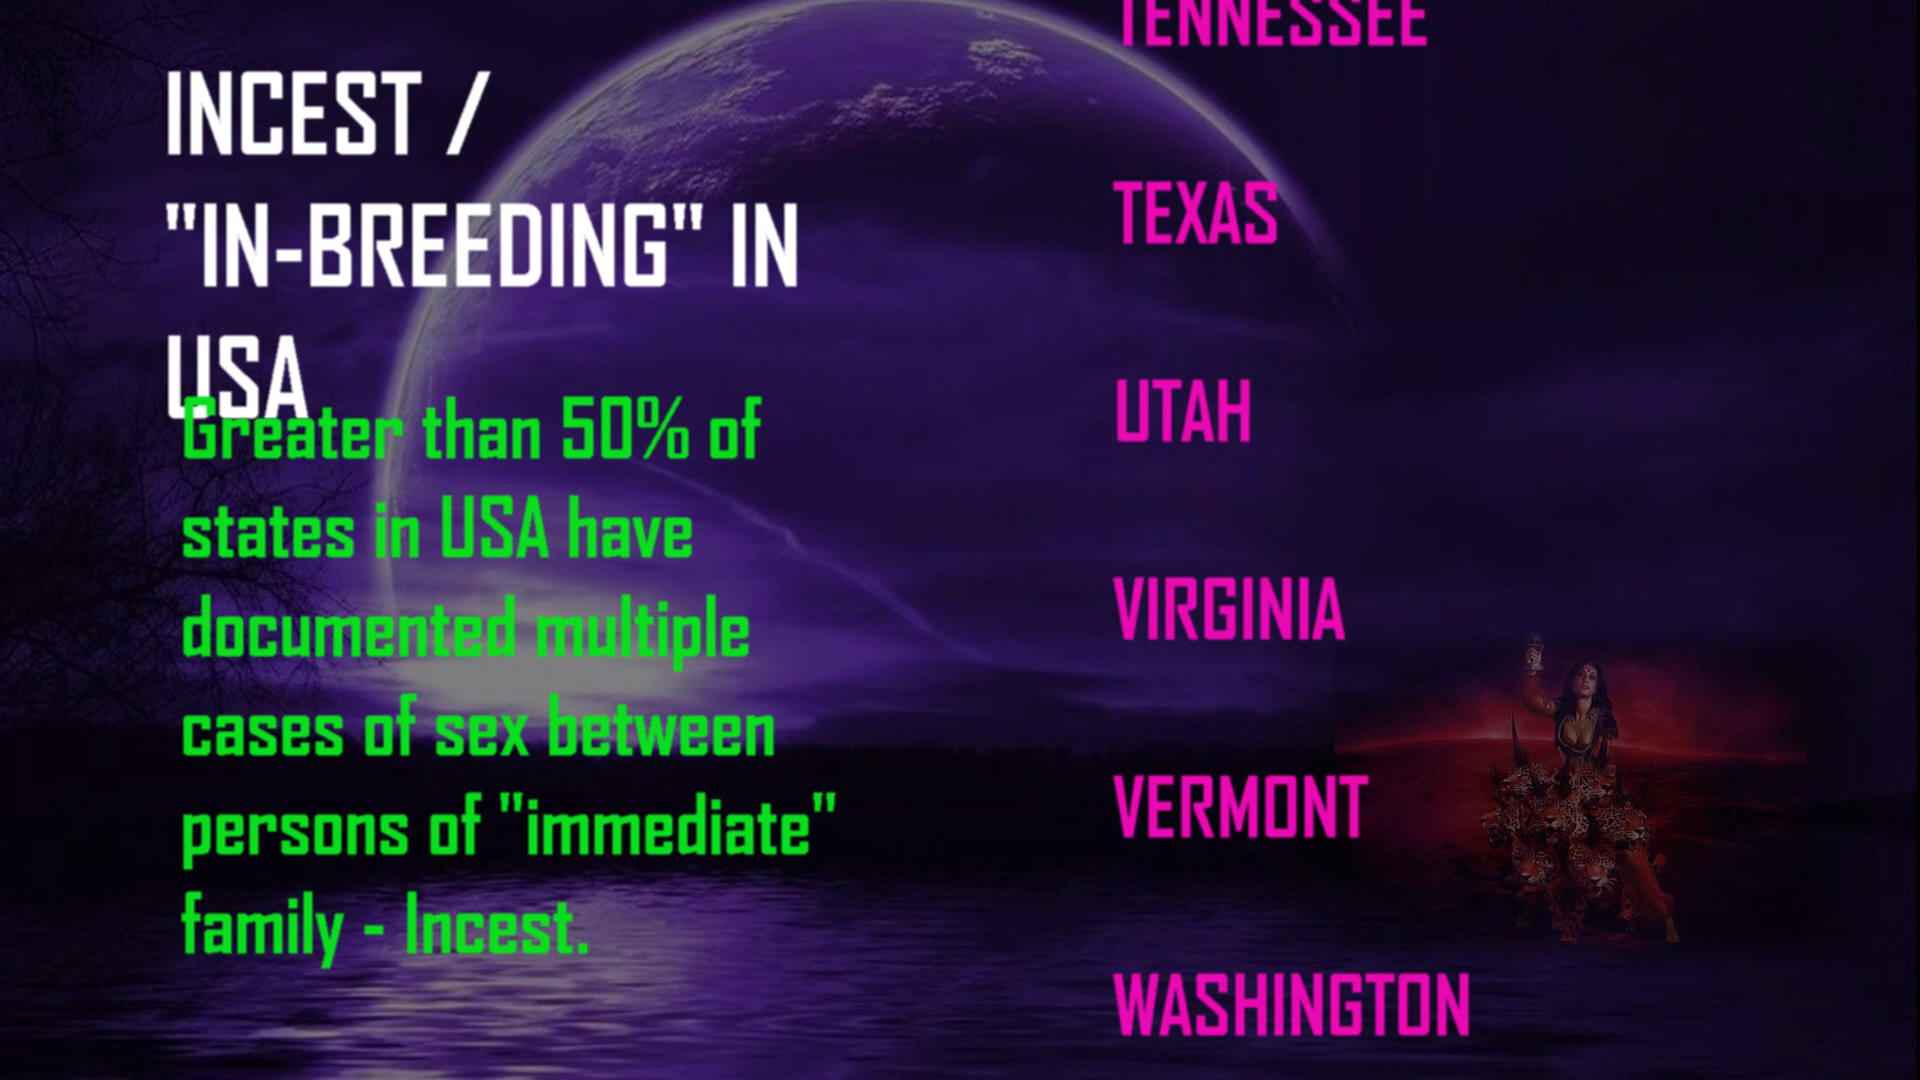 INCEST /
"IN-BREEDING" IN
USA
Greater than 50% of
states in USA have
documented multiple
cases of sex between
persons of "immediate"
family - Incest.
TENNESSEE
TEXAS
UTAH
VIRGINIA
VERMONT
WASHINGTON